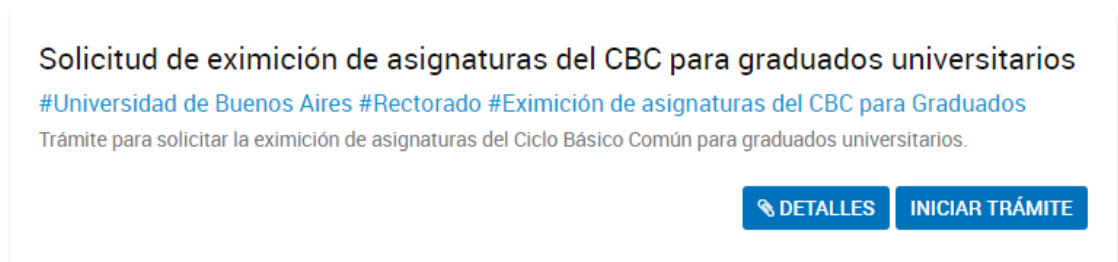 Solicitud de eximición de asignaturas del CBC para graduados universitarios
#Universidad de Buenos Aires #Rectorado #Eximición de asignaturas del CBC para Graduados
Trámite para solicitar la eximición de asignaturas del Ciclo Básico Común para graduados universitarios.
DETALLES INICIAR TRÁMITE